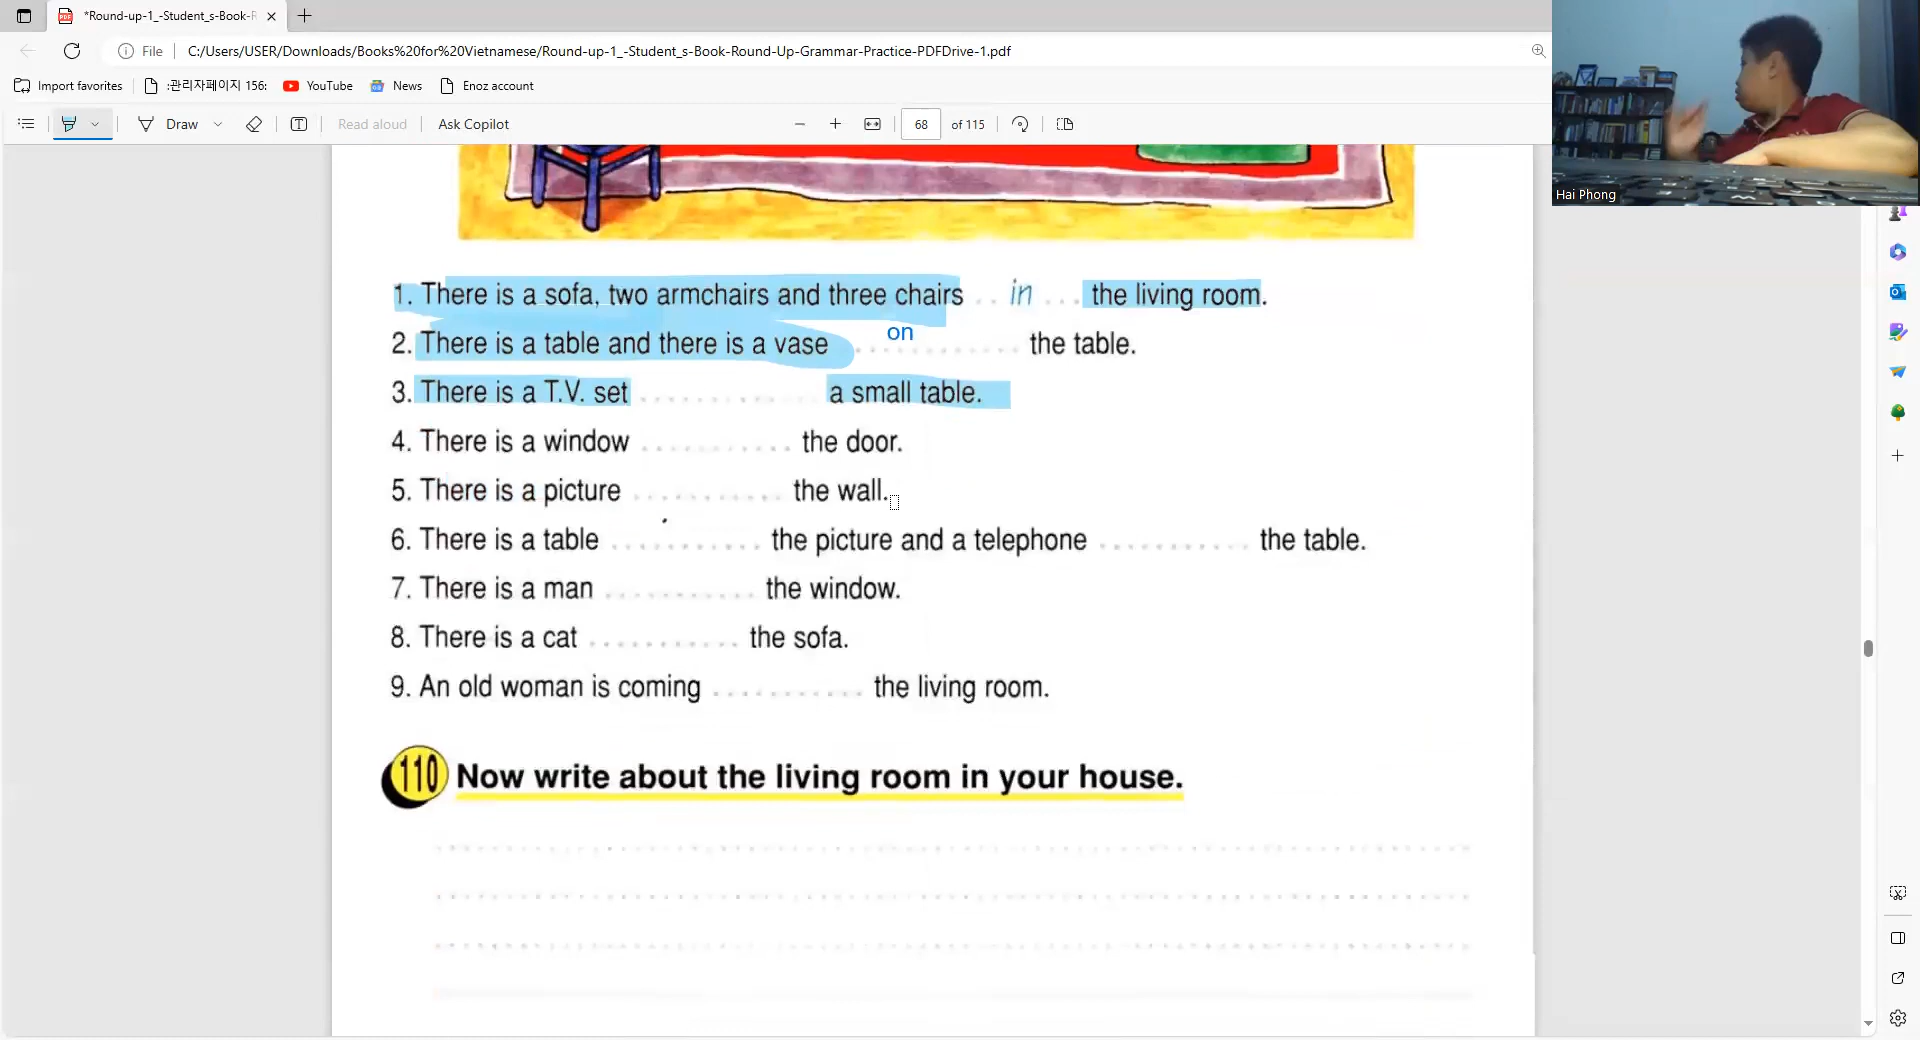 *Round-up-1_-Student_s-Book-R
File C:/Users/USER/Downloads/Books%20for%20Vietnamese/Round-up-1_-Student_s-Book-Round-Up-Grammar-Practice-PDFDrive-1.pdf
Import favorites :관리자페이지 156: YouTube News Enoz account
Draw Read aloud Ask Copilot 68 of 115
Hai Phong
1. There is a sofa, two armchairs and three chairs . . in . . . the living room.
2. There is a table and there is a vase on . . . . . . . . . . . . the table.
3. There is a T.V. set . . . . . . . . . . . . . a small table.
4. There is a window . . . . . . . . . . . the door.
5. There is a picture . . . . . . . . . . . the wall.
6. There is a table . . . . . . . . . . . the picture and a telephone . . . . . . . . . . . the table.
7. There is a man . . . . . . . . . . . the window.
8. There is a cat . . . . . . . . . . . the sofa.
9. An old woman is coming . . . . . . . . . . . the living room.
110 Now write about the living room in your house.